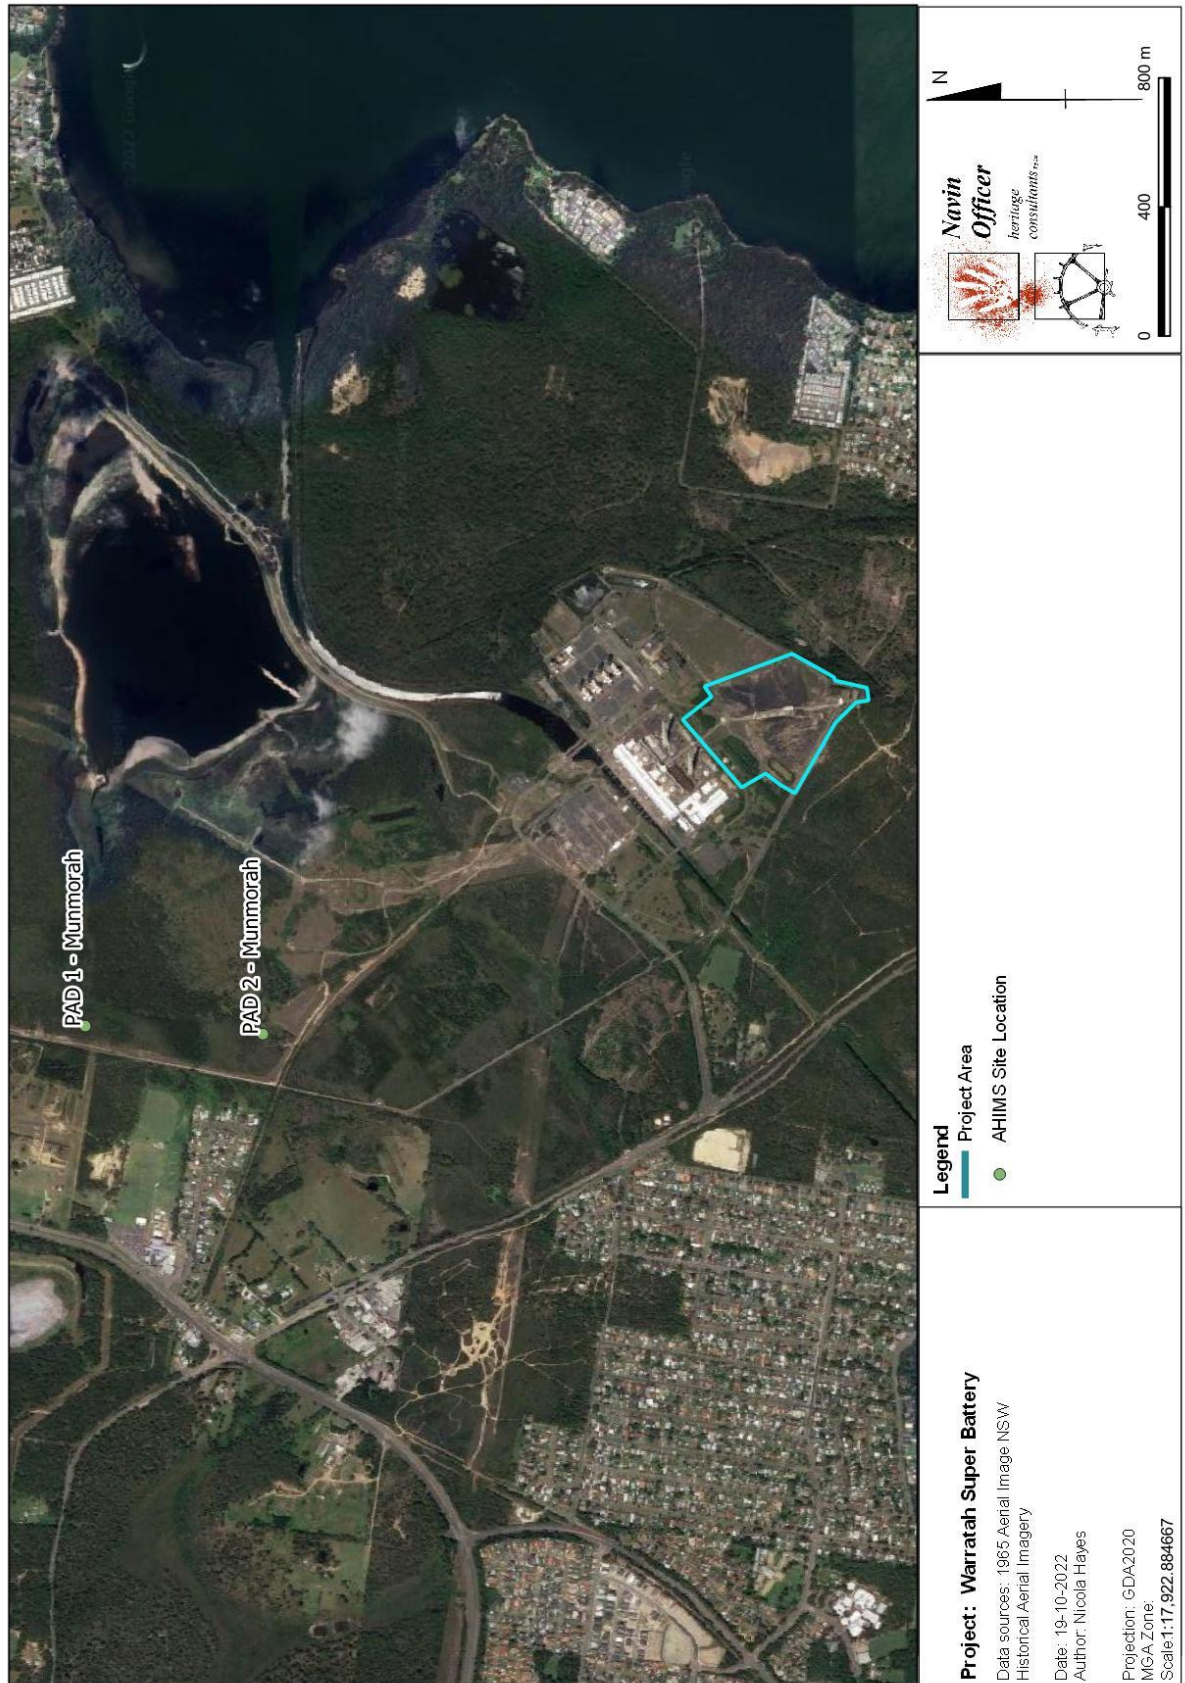 PAD 1 - Munmorah
PAD 2 - Munmorah
© 2022 Google
Project: Warratah Super Battery
Data sources: 1965 Aerial Image NSW
Historical Aerial Imagery
Date: 19-10-2022
Author: Nicola Hayes
Projection: GDA2020
MGA Zone:
Scale:1:17,922.884667
Legend
Project Area
AHIMS Site Location
Navin
Officer
heritage
consultants
N
0 400 800 m